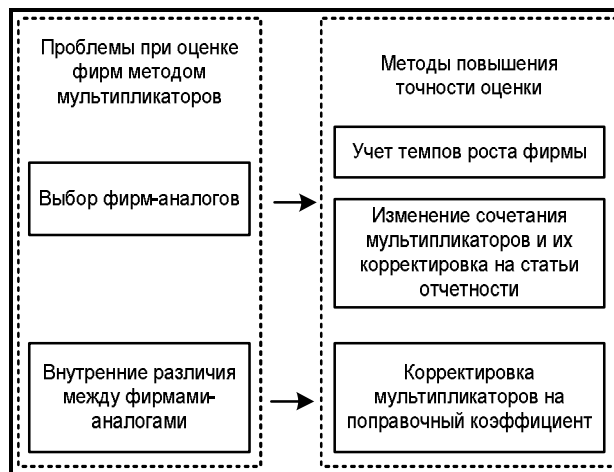 Проблемы при оценке
фирм методом
мультипликаторов
Выбор фирм-аналогов
Внутренние различия
между фирмами-
аналогами
Методы повышения
точности оценки
Учет темпов роста фирмы
Изменение сочетания
мультипликаторов и их
корректировка на статьи
отчетности
Корректировка
мультипликаторов на
поправочный коэффициент